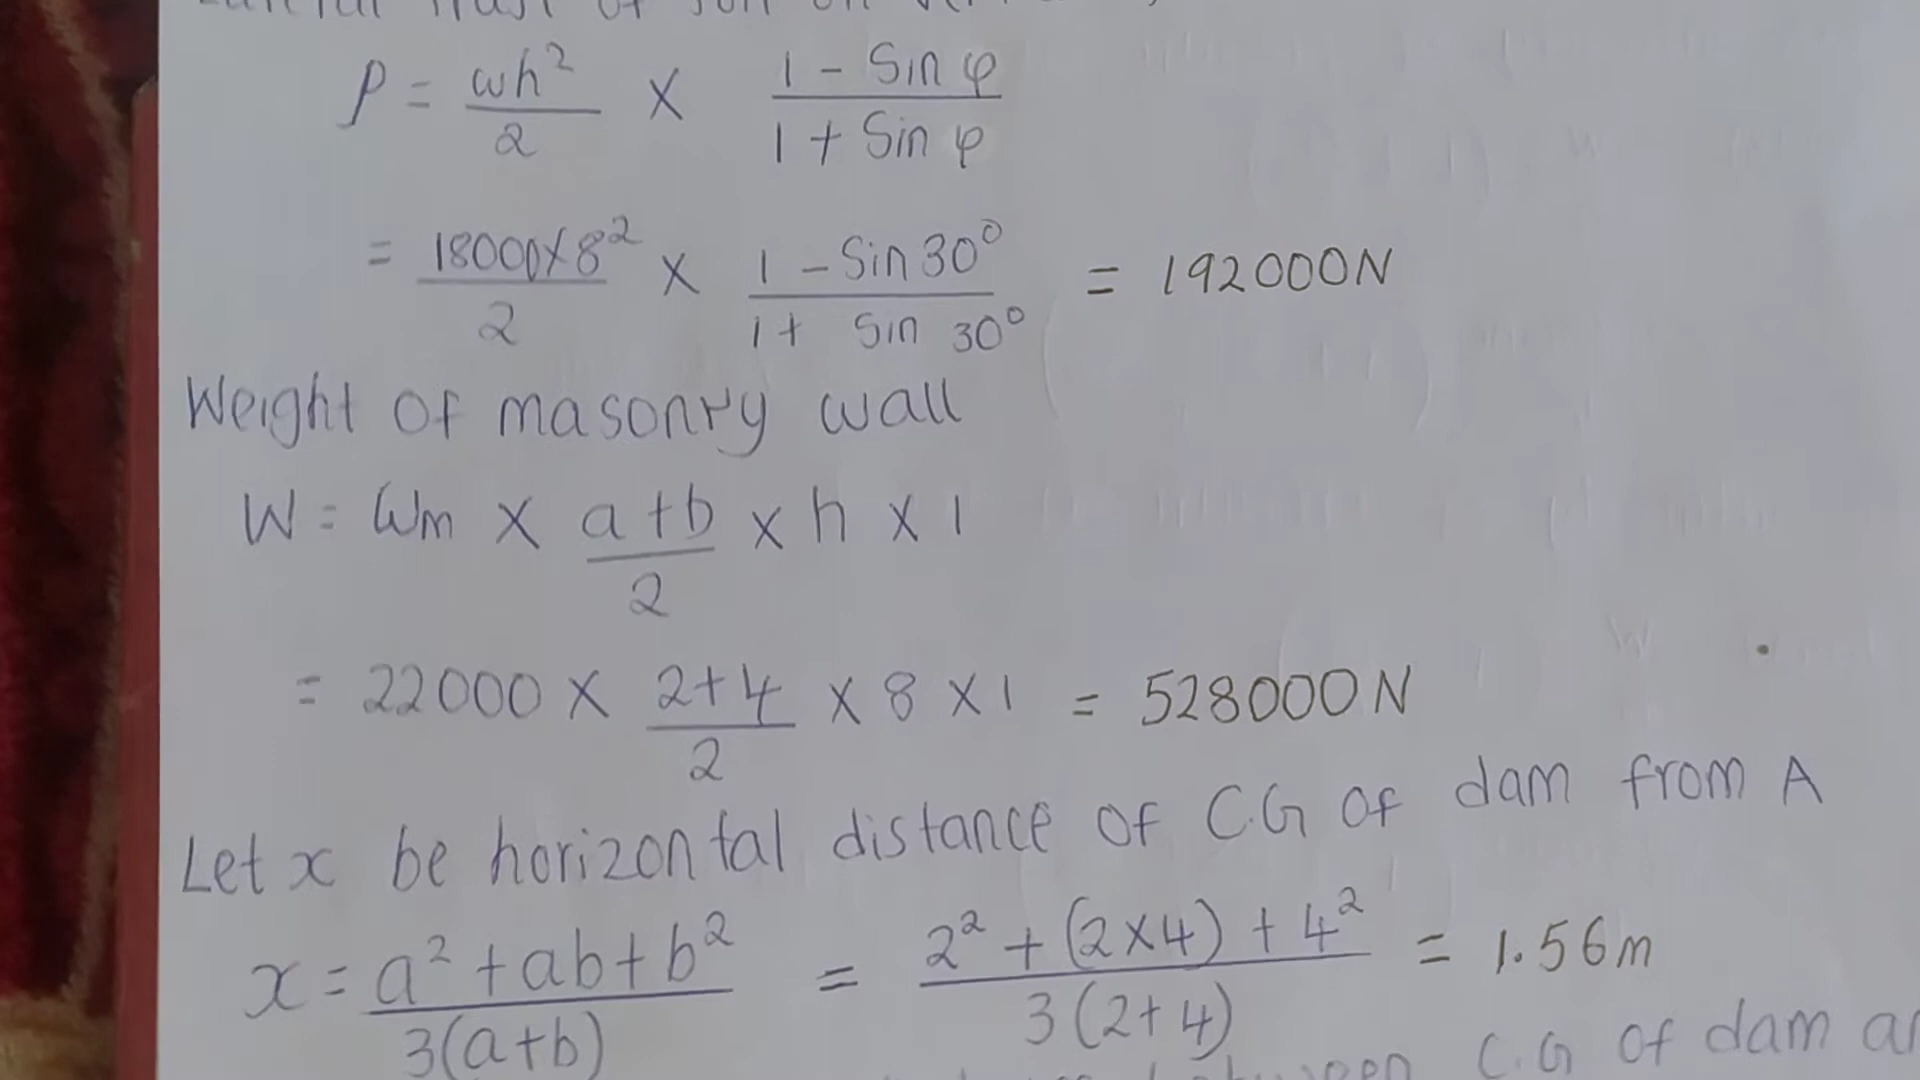 P = wh²/2 × 1 - Sin φ/1 + Sin φ
= 18000×8²/2 × 1 - Sin 30°/1 + Sin 30° = 192000N
Weight of masonry wall
W = Wm × a+b/2 × h × 1
= 22000 × 2+4/2 × 8 × 1 = 528000N
Let x be horizontal distance of C.G of dam from A
x = a² + ab + b²/3(a+b) = 2² + (2×4) + 4²/3(2+4) = 1.56m
C.G of dam